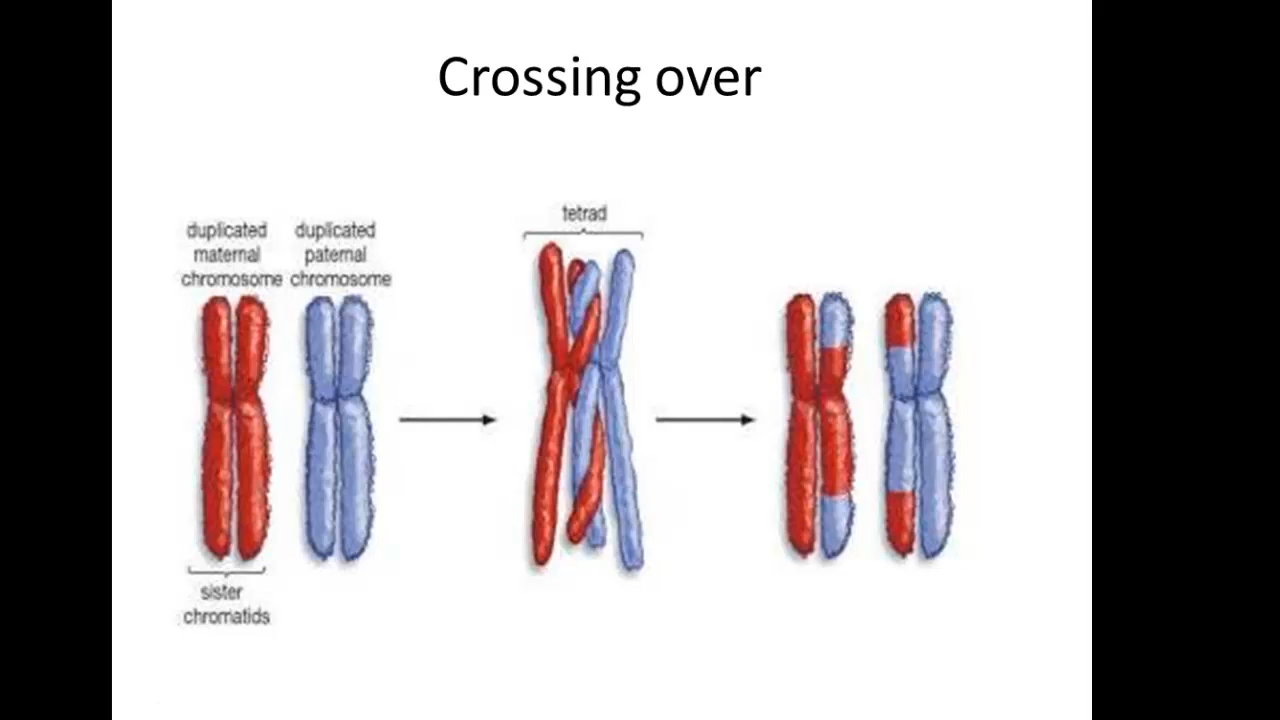 Crossing over
duplicated
maternal
chromosome
duplicated
paternal
chromosome
tetrad
sister
chromatids